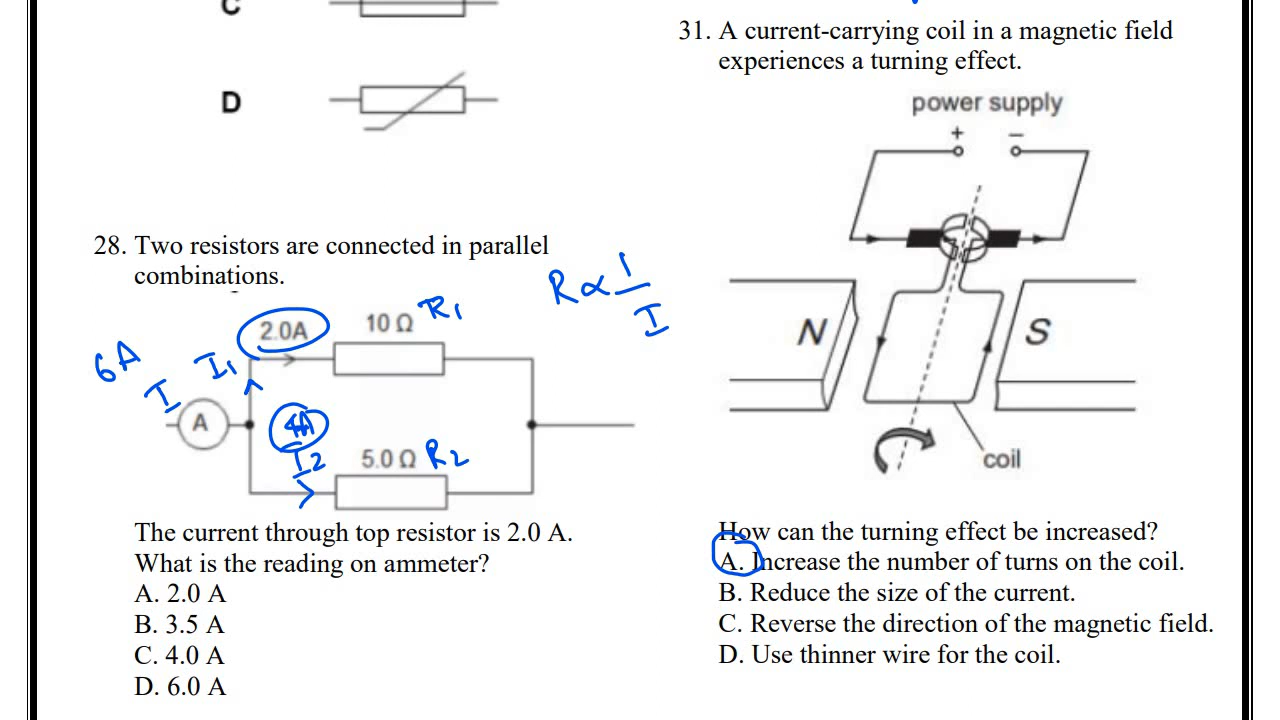 C
D
28. Two resistors are connected in parallel
combinations.
R∝1/I
6A
I
I1
2.0A
10 Ω
R1
A
4A
I2
5.0 Ω
R2
The current through top resistor is 2.0 A.
What is the reading on ammeter?
A. 2.0 A
B. 3.5 A
C. 4.0 A
D. 6.0 A
31. A current-carrying coil in a magnetic field
experiences a turning effect.
power supply
+ −
N
S
coil
How can the turning effect be increased?
A. Increase the number of turns on the coil.
B. Reduce the size of the current.
C. Reverse the direction of the magnetic field.
D. Use thinner wire for the coil.